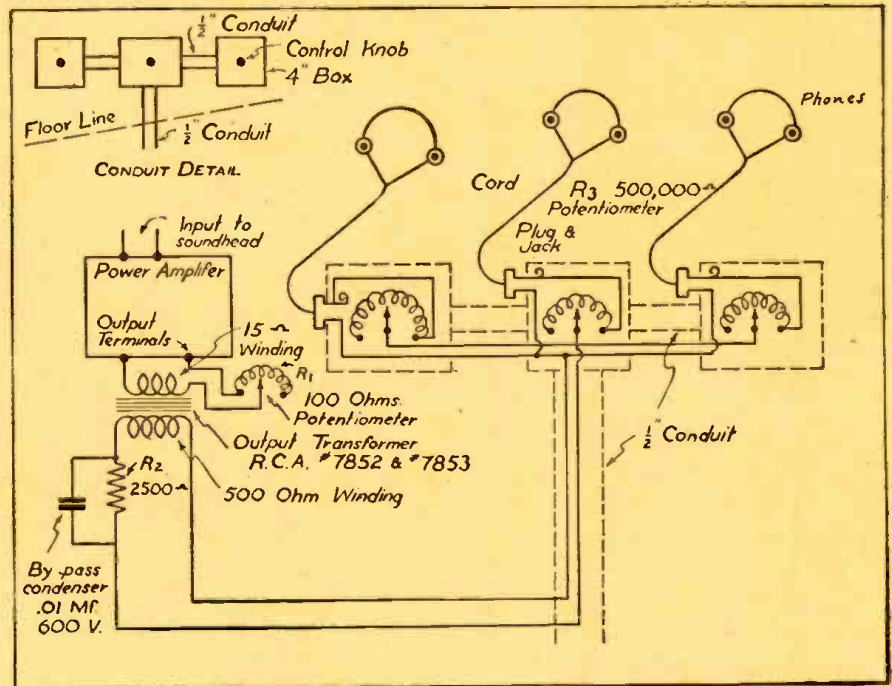 1/2" Conduit
Control Knob
4" Box
Floor Line
1/2" Conduit
CONDUIT DETAIL
Phones
Cord
R3 500,000 Ω
Potentiometer
Plug &
Jack
Input to
soundhead
Power Amplifer
Output
Terminals
15 Ω
Winding
R1
100 Ohms
Potentiometer
Output Transformer
R.C.A. #7852 & #7853
500 Ohm Winding
R2
2500 Ω
By pass
condenser
.01 Mf.
600 V.
1/2" Conduit